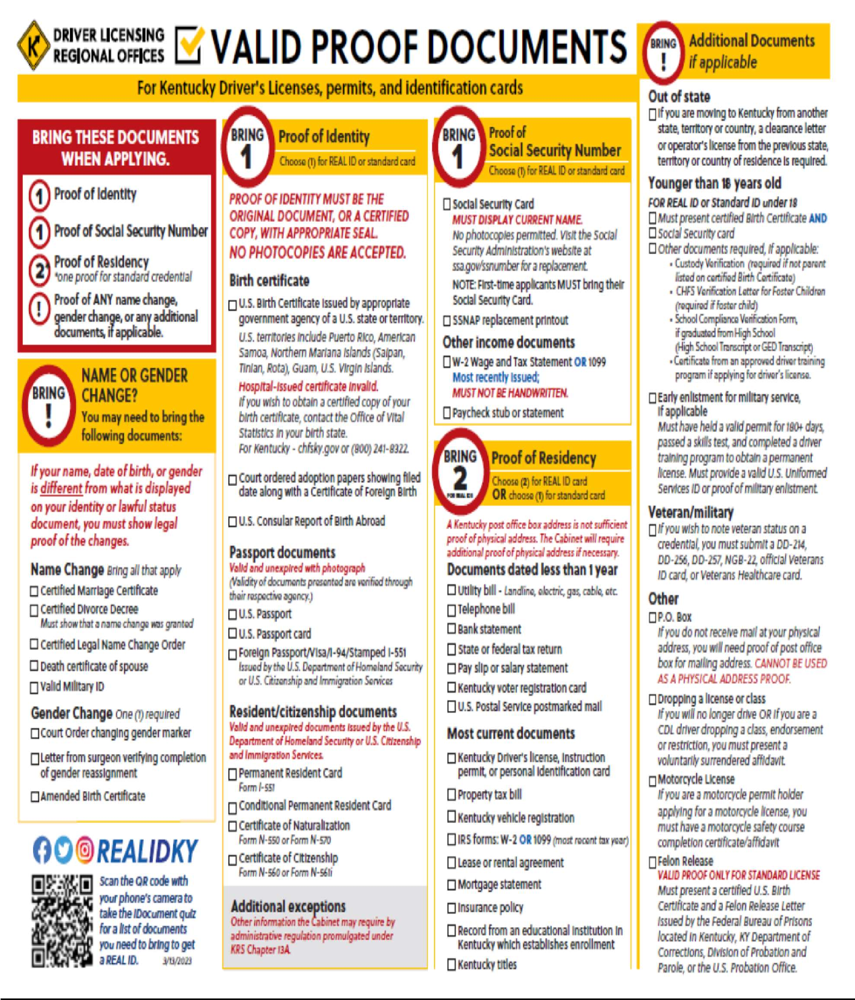 DRIVER LICENSING
REGIONAL OFFICES
VALID PROOF DOCUMENTS
For Kentucky Driver's Licenses, permits, and identification cards
BRING THESE DOCUMENTS
WHEN APPLYING.
1 Proof of Identity
1 Proof of Social Security Number
2* Proof of Residency
*one proof for standard credential
! Proof of ANY name change,
gender change, or any additional
documents, if applicable.
BRING
!
NAME OR GENDER
CHANGE?
You may need to bring the
following documents:
If your name, date of birth, or gender
is different from what is displayed
on your identity or lawful status
document, you must show legal
proof of the changes.
Name Change Bring all that apply
Certified Marriage Certificate
Certified Divorce Decree
Must show that a name change was granted
Certified Legal Name Change Order
Death certificate of spouse
Valid Military ID
Gender Change One (1) required
Court Order changing gender marker
Letter from surgeon verifying completion
of gender reassignment
Amended Birth Certificate
REALIDKY
Scan the QR code with
your phone's camera to
take the IDocument quiz
for a list of documents
you need to bring to get
a REAL ID. 3/13/2023
BRING
1
Proof of Identity
Choose (1) for REAL ID or standard card
PROOF OF IDENTITY MUST BE THE
ORIGINAL DOCUMENT, OR A CERTIFIED
COPY, WITH APPROPRIATE SEAL.
NO PHOTOCOPIES ARE ACCEPTED.
Birth certificate
U.S. Birth Certificate issued by appropriate
government agency of a U.S. state or territory.
U.S. territories include Puerto Rico, American
Samoa, Northern Mariana Islands (Saipan,
Tinian, Rota), Guam, U.S. Virgin Islands.
Hospital-issued certificate invalid.
If you wish to obtain a certified copy of your
birth certificate, contact the Office of Vital
Statistics in your birth state.
For Kentucky - chfsky.gov or (800) 241-8322.
Court ordered adoption papers showing filed
date along with a Certificate of Foreign Birth
U.S. Consular Report of Birth Abroad
Passport documents
Valid and unexpired with photograph
(Validity of documents presented are verified through
their respective agency.)
U.S. Passport
U.S. Passport card
Foreign Passport/Visa/I-94/Stamped I-551
Issued by the U.S. Department of Homeland Security
or U.S. Citizenship and Immigration Services
Resident/citizenship documents
Valid and unexpired documents issued by the U.S.
Department of Homeland Security or U.S. Citizenship
and Immigration Services.
Permanent Resident Card
Form I-551
Conditional Permanent Resident Card
Certificate of Naturalization
Form N-550 or Form N-570
Certificate of Citizenship
Form N-560 or Form N-561i
Additional exceptions
Other information the Cabinet may require by
administrative regulation promulgated under
KRS Chapter 13A.
BRING
1
Proof of
Social Security Number
Choose (1) for REAL ID or standard card
Social Security Card
MUST DISPLAY CURRENT NAME.
No photocopies permitted. Visit the Social
Security Administration's website at
ssa.gov/ssnumber for a replacement.
NOTE: First-time applicants MUST bring their
Social Security Card.
SSNAP replacement printout
Other income documents
W-2 Wage and Tax Statement OR 1099
Most recently issued;
MUST NOT BE HANDWRITTEN.
Paycheck stub or statement
BRING
2
FOR REAL IDS
Proof of Residency
Choose (2) for REAL ID card
OR choose (1) for standard card
A Kentucky post office box address is not sufficient
proof of physical address. The Cabinet will require
additional proof of physical address if necessary.
Documents dated less than 1 year
Utility bill - Landline, electric, gas, cable, etc.
Telephone bill
Bank statement
State or federal tax return
Pay slip or salary statement
Kentucky voter registration card
U.S. Postal Service postmarked mail
Most current documents
Kentucky Driver's license, instruction
permit, or personal identification card
Property tax bill
Kentucky vehicle registration
IRS forms: W-2 OR 1099 (most recent tax year)
Lease or rental agreement
Mortgage statement
Insurance policy
Record from an educational institution in
Kentucky which establishes enrollment
Kentucky titles
BRING
!
Additional Documents
if applicable
Out of state
If you are moving to Kentucky from another
state, territory or country, a clearance letter
or operator's license from the previous state,
territory or country of residence is required.
Younger than 18 years old
FOR REAL ID or Standard ID under 18
Must present certified Birth Certificate AND
Social Security card
Other documents required, if applicable:
• Custody Verification (required if not parent
listed on certified Birth Certificate)
• CHFS Verification Letter for Foster Children
(required if foster child)
• School Compliance Verification Form,
if graduated from High School
(High School Transcript or GED Transcript)
• Certificate from an approved driver training
program if applying for driver's license.
Early enlistment for military service,
if applicable
Must have held a valid permit for 180+ days,
passed a skills test, and completed a driver
training program to obtain a permanent
license. Must provide a valid U.S. Uniformed
Services ID or proof of military enlistment.
Veteran/military
If you wish to note veteran status on a
credential, you must submit a DD-214,
DD-256, DD-257, NGB-22, official Veterans
ID card, or Veterans Healthcare card.
Other
P.O. Box
If you do not receive mail at your physical
address, you will need proof of post office
box for mailing address. CANNOT BE USED
AS A PHYSICAL ADDRESS PROOF.
Dropping a license or class
If you will no longer drive OR if you are a
CDL driver dropping a class, endorsement
or restriction, you must present a
voluntarily surrendered affidavit.
Motorcycle License
If you are a motorcycle permit holder
applying for a motorcycle license, you
must have a motorcycle safety course
completion certificate/affidavit
Felon Release
VALID PROOF ONLY FOR STANDARD LICENSE
Must present a certified U.S. Birth
Certificate and a Felon Release Letter
issued by the Federal Bureau of Prisons
located in Kentucky, KY Department of
Corrections, Division of Probation and
Parole, or the U.S. Probation Office.